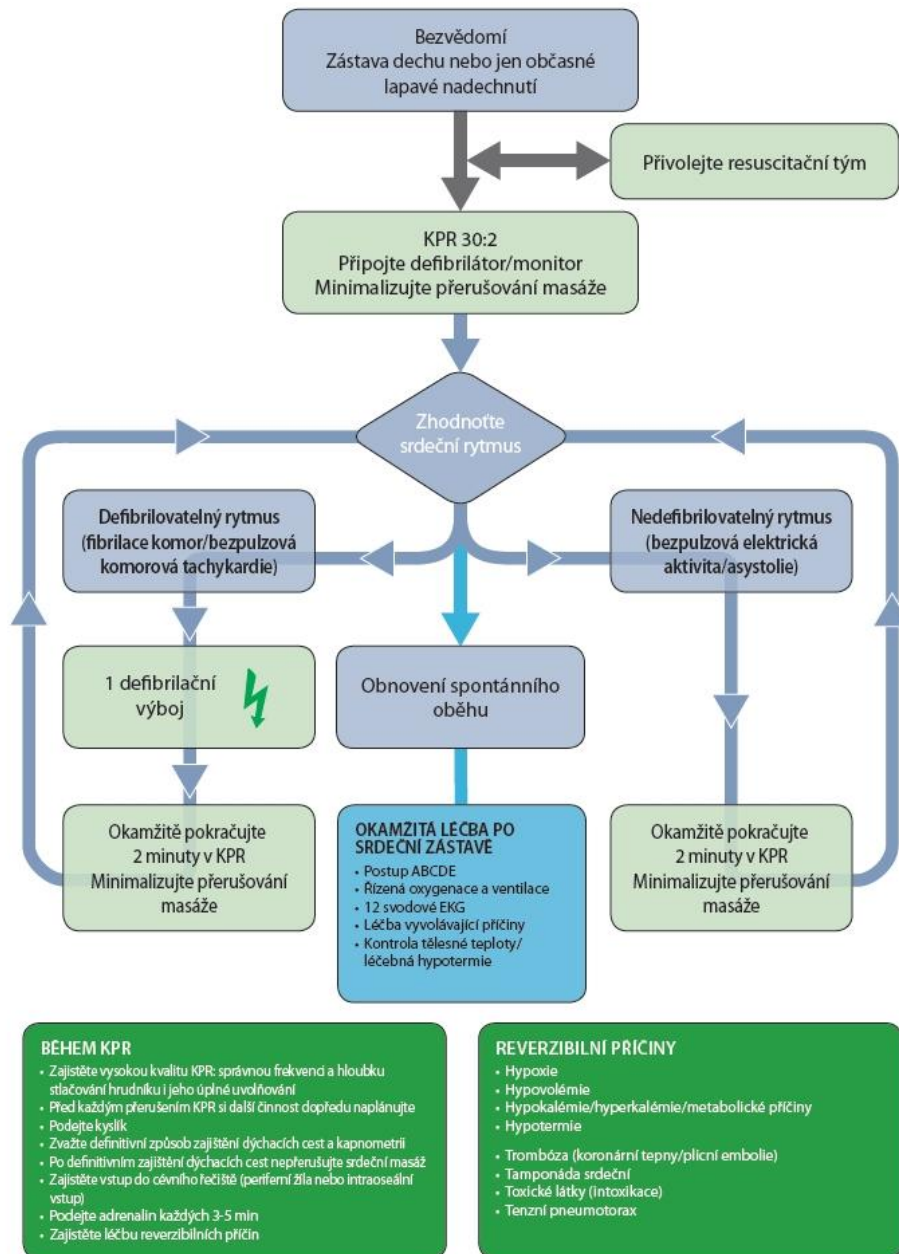 Bezvědomí
Zástava dechu nebo jen občasné
lapavé nadechnutí
Přivolejte resuscitační tým
KPR 30:2
Připojte defibrilátor/monitor
Minimalizujte přerušování masáže
Zhodnoťte
srdeční rytmus
Defibrilovatelný rytmus
(fibrilace komor/bezpulzová
komorová tachykardie)
Nedefibrilovatelný rytmus
(bezpulzová elektrická
aktivita/asystolie)
1 defibrilační
výboj
Obnovení spontánního
oběhu
Okamžitě pokračujte
2 minuty v KPR
Minimalizujte přerušování
masáže
OKAMŽITÁ LÉČBA PO
SRDEČNÍ ZÁSTAVĚ
• Postup ABCDE
• Řízená oxygenace a ventilace
• 12 svodové EKG
• Léčba vyvolávající příčiny
• Kontrola tělesné teploty/
léčebná hypotermie
Okamžitě pokračujte
2 minuty v KPR
Minimalizujte přerušování
masáže
BĚHEM KPR
• Zajistěte vysokou kvalitu KPR: správnou frekvenci a hloubku
stlačování hrudníku i jeho úplné uvolňování
• Před každým přerušením KPR si další činnost dopředu naplánujte
• Podejte kyslík
• Zvažte definitivní způsob zajištění dýchacích cest a kapnometrii
• Po definitivním zajištění dýchacích cest nepřerušujte srdeční masáž
• Zajistěte vstup do cévního řečiště (periferní žíla nebo intraoseální
vstup)
• Podejte adrenalin každých 3-5 min
• Zajistěte léčbu reverzibilních příčin
REVERZIBILNÍ PŘÍČINY
• Hypoxie
• Hypovolémie
• Hypokalémie/hyperkalémie/metabolické příčiny
• Hypotermie
• Trombóza (koronární tepny/plicní embolie)
• Tamponáda srdeční
• Toxické látky (intoxikace)
• Tenzní pneumotorax